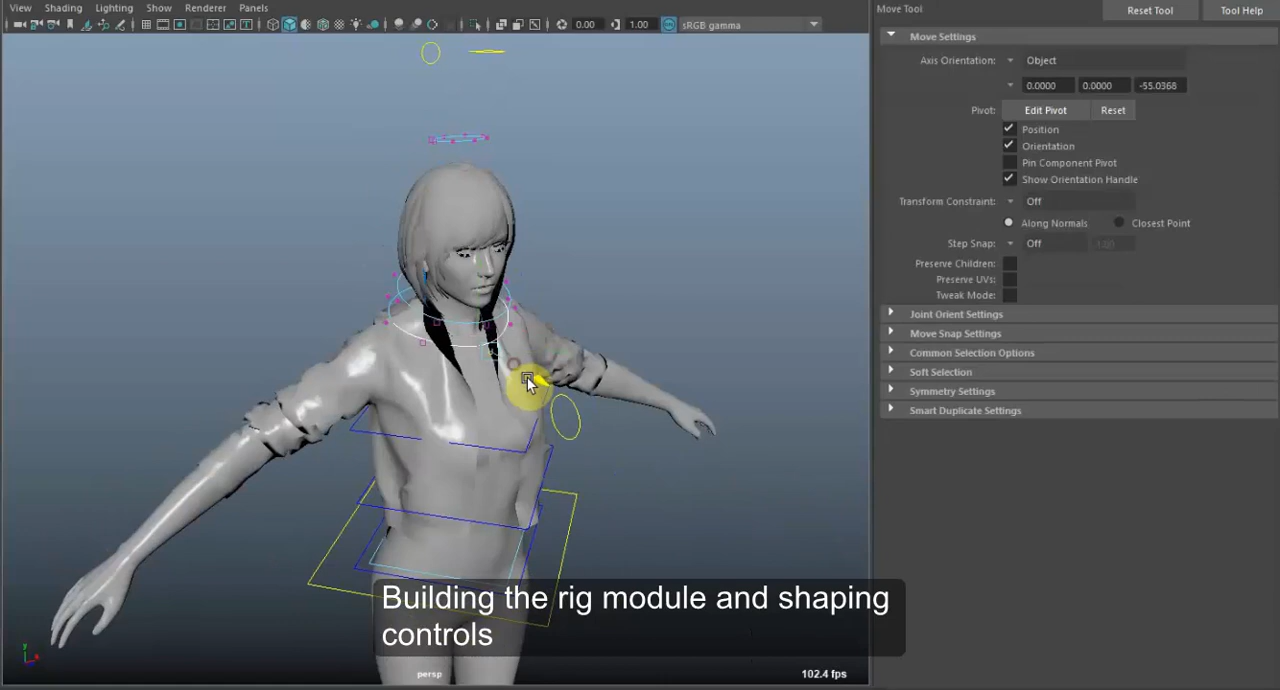 View Shading Lighting Show Renderer Panels
0.00 1.00 sRGB gamma
Move Tool Reset Tool Tool Help
Move Settings
Axis Orientation: Object
0.0000 0.0000 -55.0368
Pivot: Edit Pivot Reset
Position
Orientation
Pin Component Pivot
Show Orientation Handle
Transform Constraint: Off
Along Normals Closest Point
Step Snap: Off 1.00
Preserve Children:
Preserve UVs:
Tweak Mode:
Joint Orient Settings
Move Snap Settings
Common Selection Options
Soft Selection
Symmetry Settings
Smart Duplicate Settings
Building the rig module and shaping
controls
persp 102.4 fps